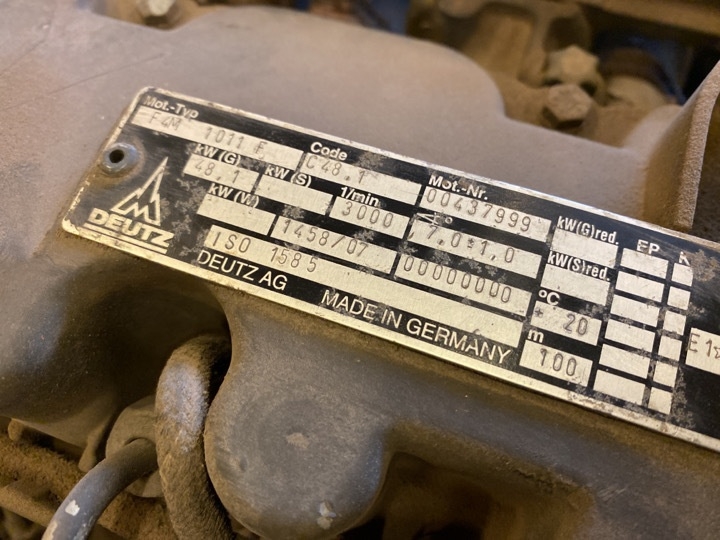 Mot.-Typ Code Mot.-Nr.
F4M 1011 F C48.1 00437999
kW(G) kW(S) 1/min ∢° kW(G)red. EP K
48.1 3000 7,0±1,0
kW(W) kW(S)red.
1458/07 00000000
ISO 1585 °C
+ 20
DEUTZ m
100 E1
DEUTZ AG MADE IN GERMANY